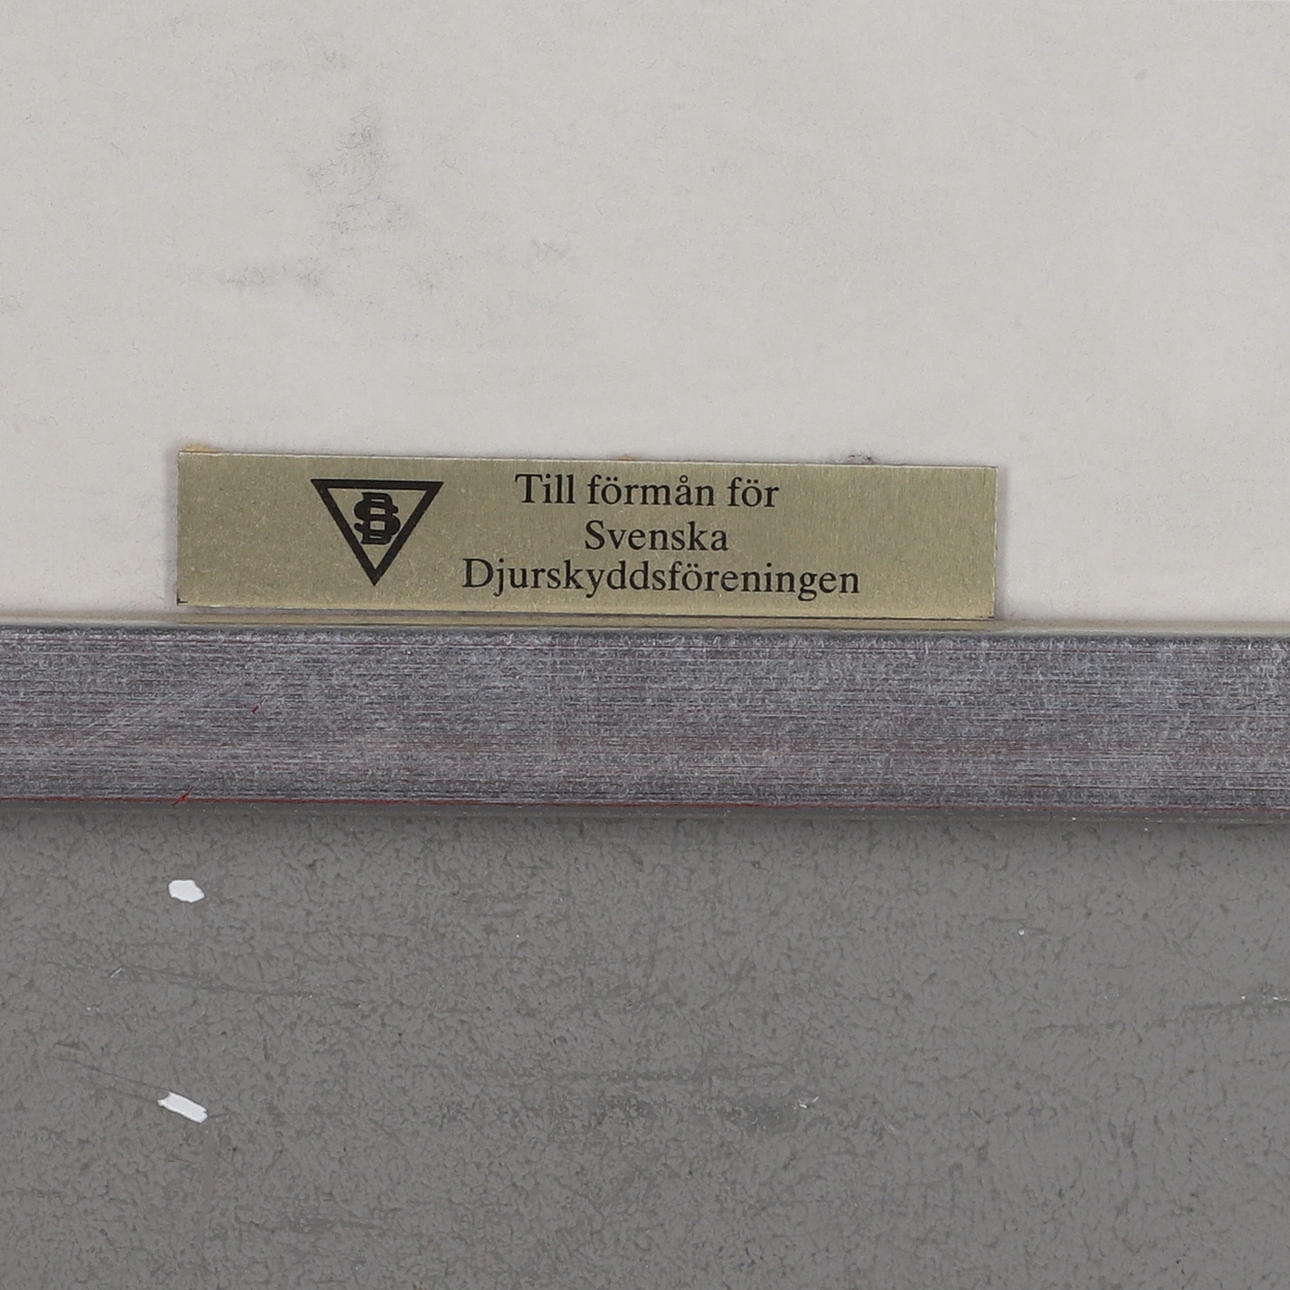 Till förmån för
Svenska
Djurskyddsföreningen